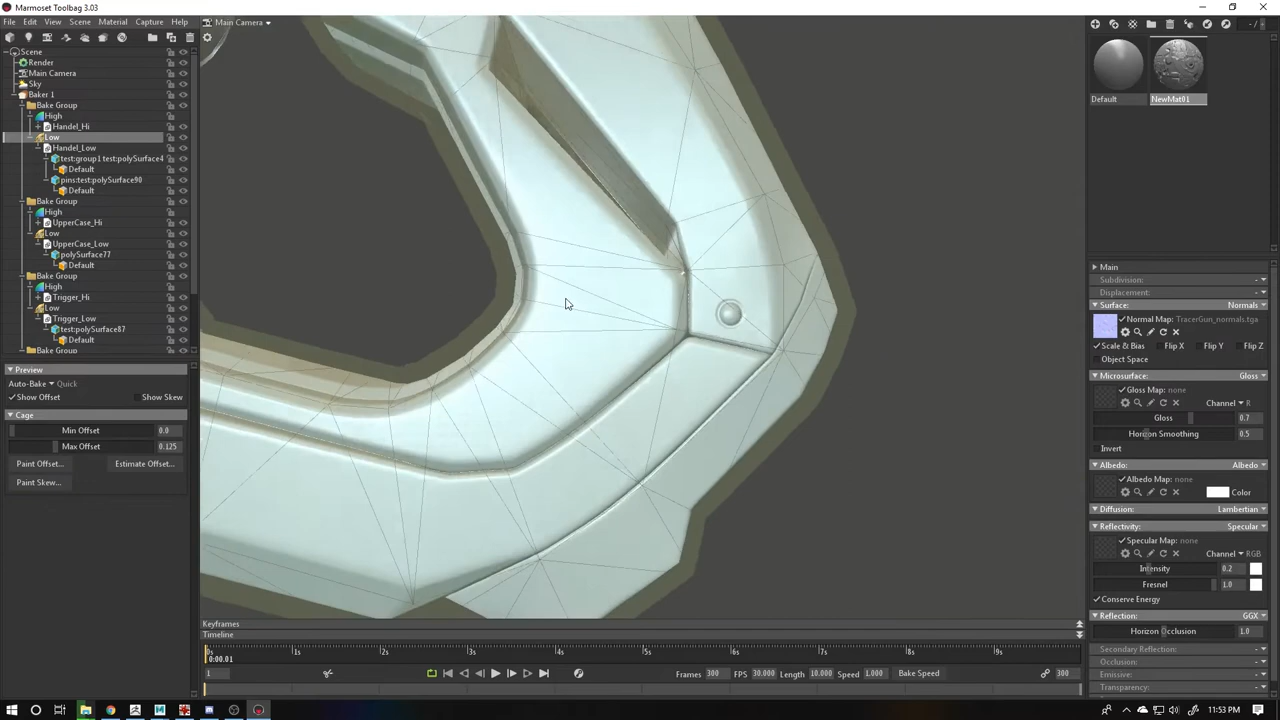 Marmoset Toolbag 3.03
File Edit View Scene Material Capture Help
Main Camera
Scene
Render
Main Camera
Sky
Baker 1
Bake Group
High
Handel_Hi
Low
Handel_Low
test:group1 test:polySurface4
Default
pins:test:polySurface90
Default
Bake Group
High
UpperCase_Hi
Low
UpperCase_Low
polySurface77
Default
Bake Group
High
Trigger_Hi
Low
Trigger_Low
test:polySurface87
Default
Bake Group
Preview
Auto-Bake Quick
Show Offset Show Skew
Cage
Min Offset 0.0
Max Offset 0.125
Paint Offset... Estimate Offset...
Paint Skew...
Keyframes
Timeline
0s 1s 2s 3s 4s 5s 6s 7s 8s 9s
0:00.01
1 Frames 300 FPS 30.000 Length 10.000 Speed 1.000 Bake Speed 300
Default NewMat01
Main
Subdivision:
Displacement:
Surface: Normals
Normal Map: TracerGun_normals.tga
Scale & Bias Flip X Flip Y Flip Z
Object Space
Microsurface: Gloss
Gloss Map: none
Channel R
Gloss 0.7
Horizon Smoothing 0.5
Invert
Albedo: Albedo
Albedo Map: none
Color
Diffusion: Lambertian
Reflectivity: Specular
Specular Map: none
Channel RGB
Intensity 0.2
Fresnel 1.0
Conserve Energy
Reflection: GGX
Horizon Occlusion 1.0
Secondary Reflection:
Occlusion:
Emissive:
Transparency:
11:53 PM